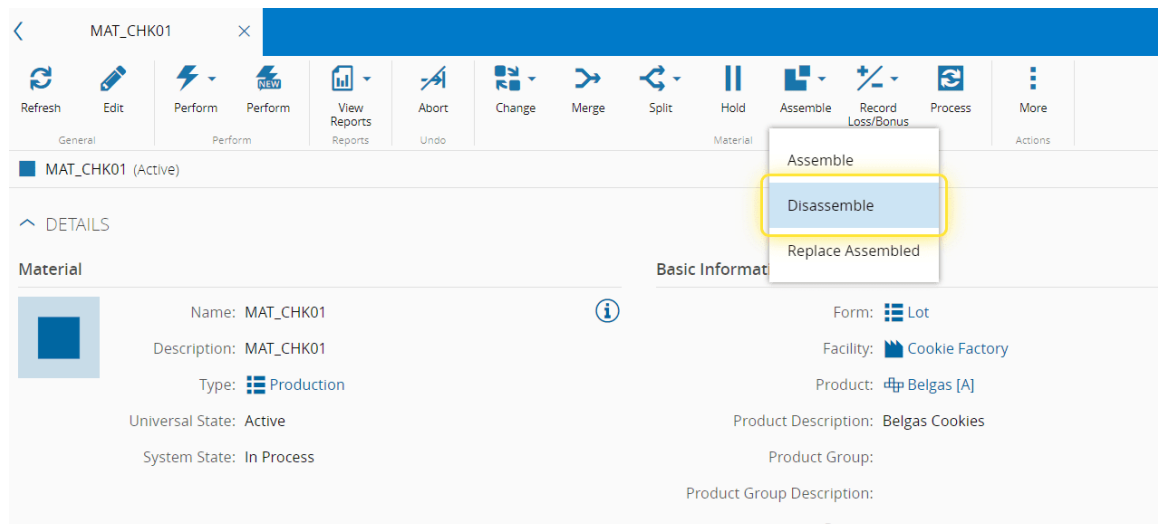 MAT_CHK01
Refresh
Edit
Perform
NEW
Perform
View
Reports
Abort
Change
Merge
Split
Hold
Assemble
Record
Loss/Bonus
Process
More
General
Perform
Reports
Undo
Material
Actions
MAT_CHK01 (Active)
Assemble
Disassemble
Replace Assembled
DETAILS
Material
Name: MAT_CHK01
Description: MAT_CHK01
Type: Production
Universal State: Active
System State: In Process
Basic Informat
Form: Lot
Facility: Cookie Factory
Product: Belgas [A]
Product Description: Belgas Cookies
Product Group:
Product Group Description: